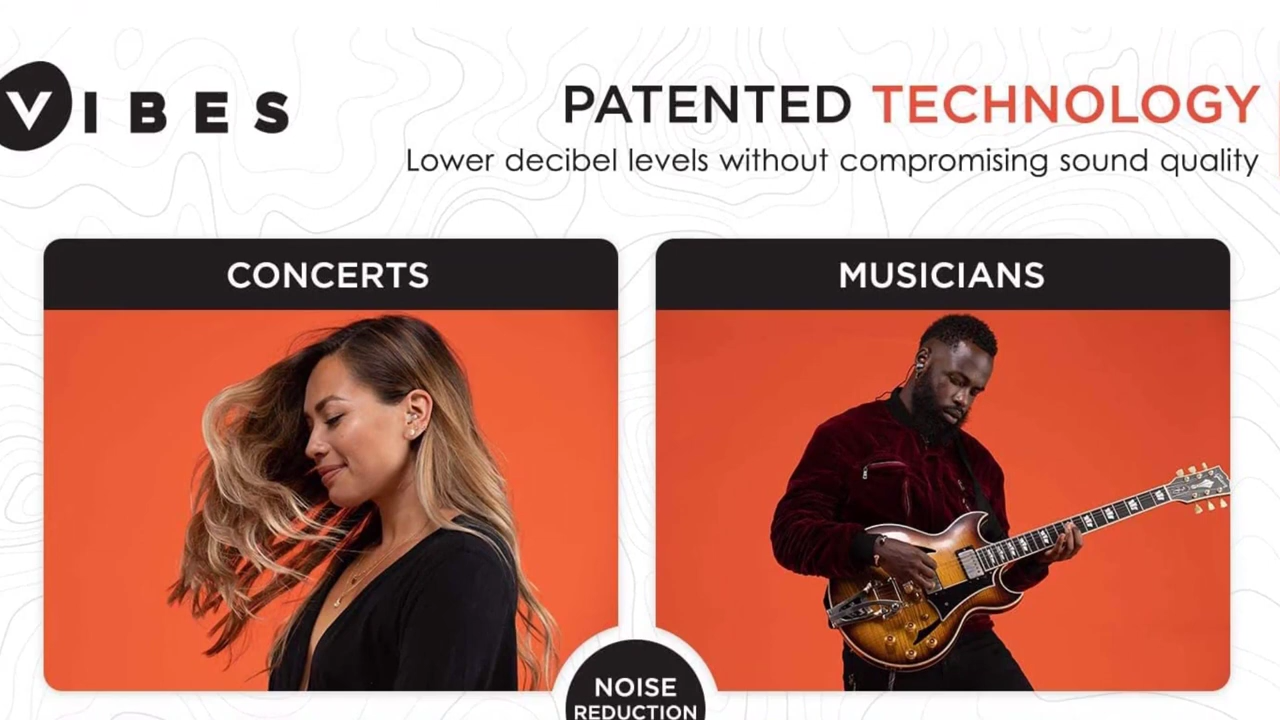 VIBES
PATENTED TECHNOLOGY
Lower decibel levels without compromising sound quality
CONCERTS
MUSICIANS
NOISE
REDUCTION